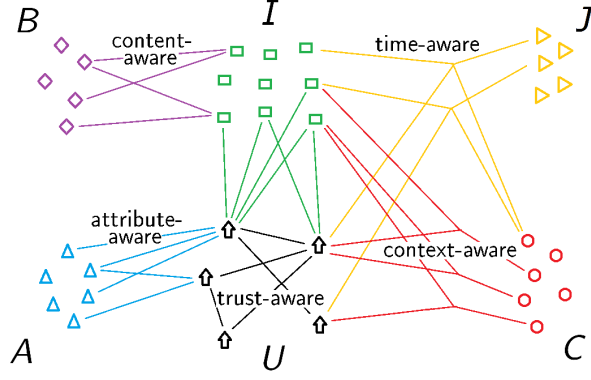 B
I
J
content-
aware
time-aware
attribute-
aware
context-aware
trust-aware
A
U
C